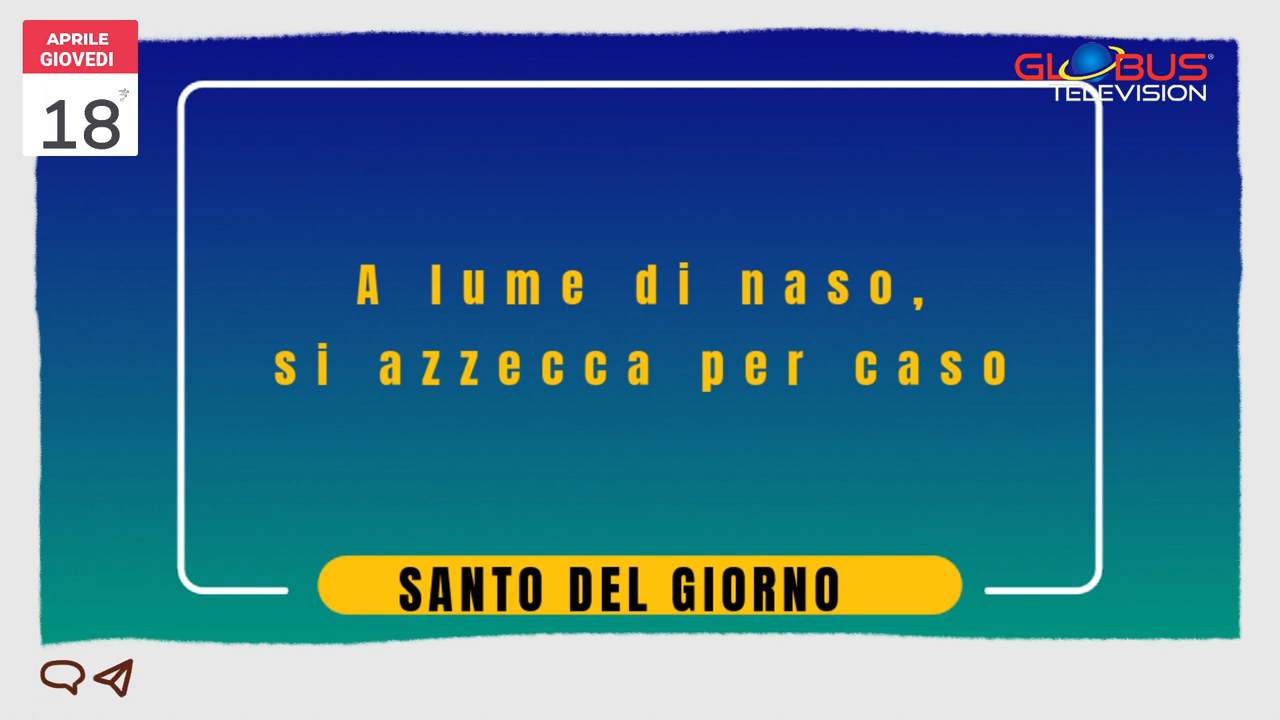 APRILE
GIOVEDI
18
GLOBUS®
TELEVISION
A lume di naso,
si azzecca per caso
SANTO DEL GIORNO